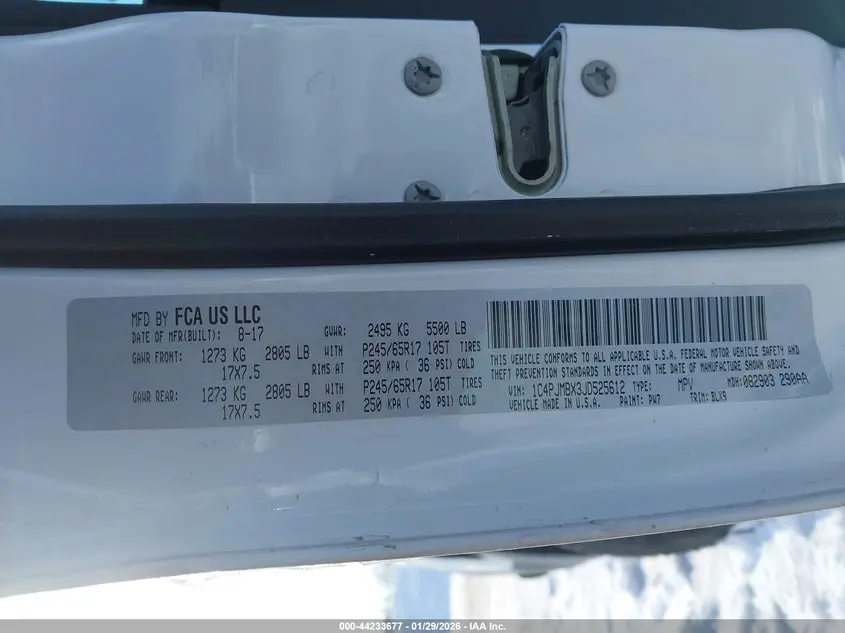 MFD BY FCA US LLC
DATE OF MFR(BUILT): 8-17 GVWR: 2495 KG 5500 LB
GAWR FRONT: 1273 KG 2805 LB WITH P245/65R17 105T TIRES
17X7.5 RIMS AT 250 KPA ( 36 PSI) COLD
GAWR REAR: 1273 KG 2805 LB WITH P245/65R17 105T TIRES
17X7.5 RIMS AT 250 KPA ( 36 PSI) COLD
THIS VEHICLE CONFORMS TO ALL APPLICABLE U.S.A. FEDERAL MOTOR VEHICLE SAFETY AND
THEFT PREVENTION STANDARDS IN EFFECT ON THE DATE OF MANUFACTURE SHOWN ABOVE.
VIN: 1C4PJMBX3JD525612 TYPE: MPV MDH: 082903 290AA
VEHICLE MADE IN U.S.A. PAINT: PW7 TRIM: BLX9
000-44233677 - 01/29/2026 - IAA Inc.